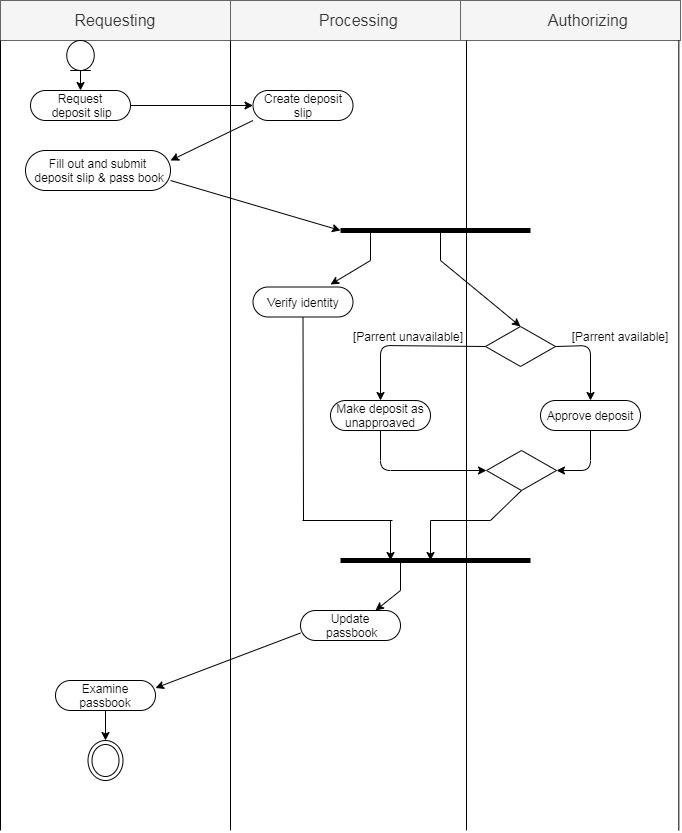 Requesting
Processing
Authorizing
Request
deposit slip
Create deposit
slip
Fill out and submit
deposit slip & pass book
Verify identity
[Parrent unavailable]
[Parrent available]
Make deposit as
unapproaved
Approve deposit
Update
passbook
Examine
passbook